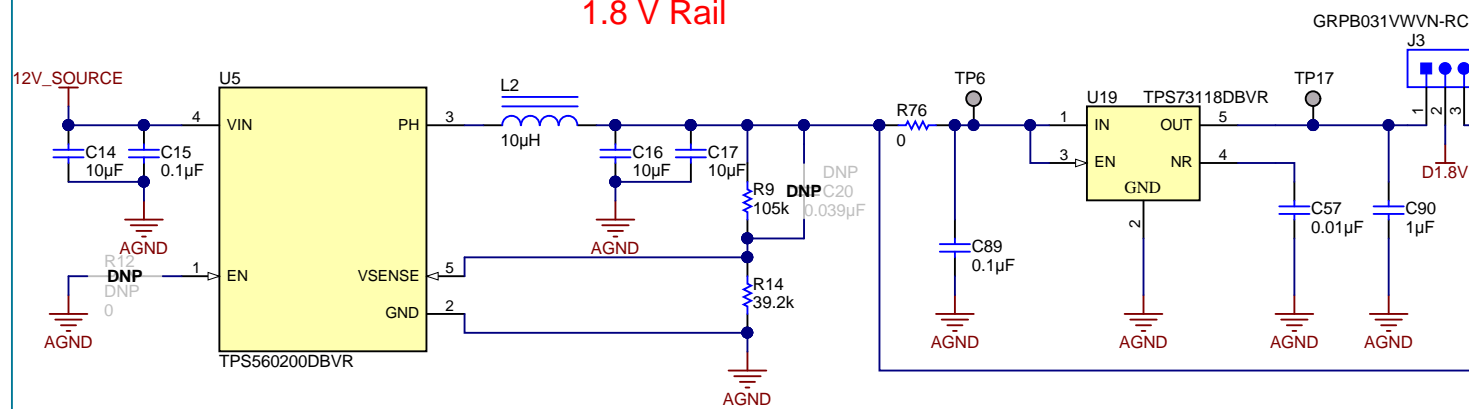 1.8 V Rail
GRPB031VWVN-RC
J3
12V_SOURCE
U5
L2
R76
TP6
U19
TPS73118DBVR
TP17
4
VIN
PH
3
10µH
0
1
IN
OUT
5
1
2
3
C14
10µF
C15
0.1µF
C16
10µF
C17
10µF
3
EN
NR
4
DNP
DNP
C20
0.039µF
D1.8V
R9
105k
GND
2
C57
0.01µF
C90
1µF
AGND
AGND
R12
DNP
DNP
0
1
EN
VSENSE
5
C89
0.1µF
R14
39.2k
GND
2
AGND
AGND
AGND
AGND
AGND
TPS560200DBVR
AGND